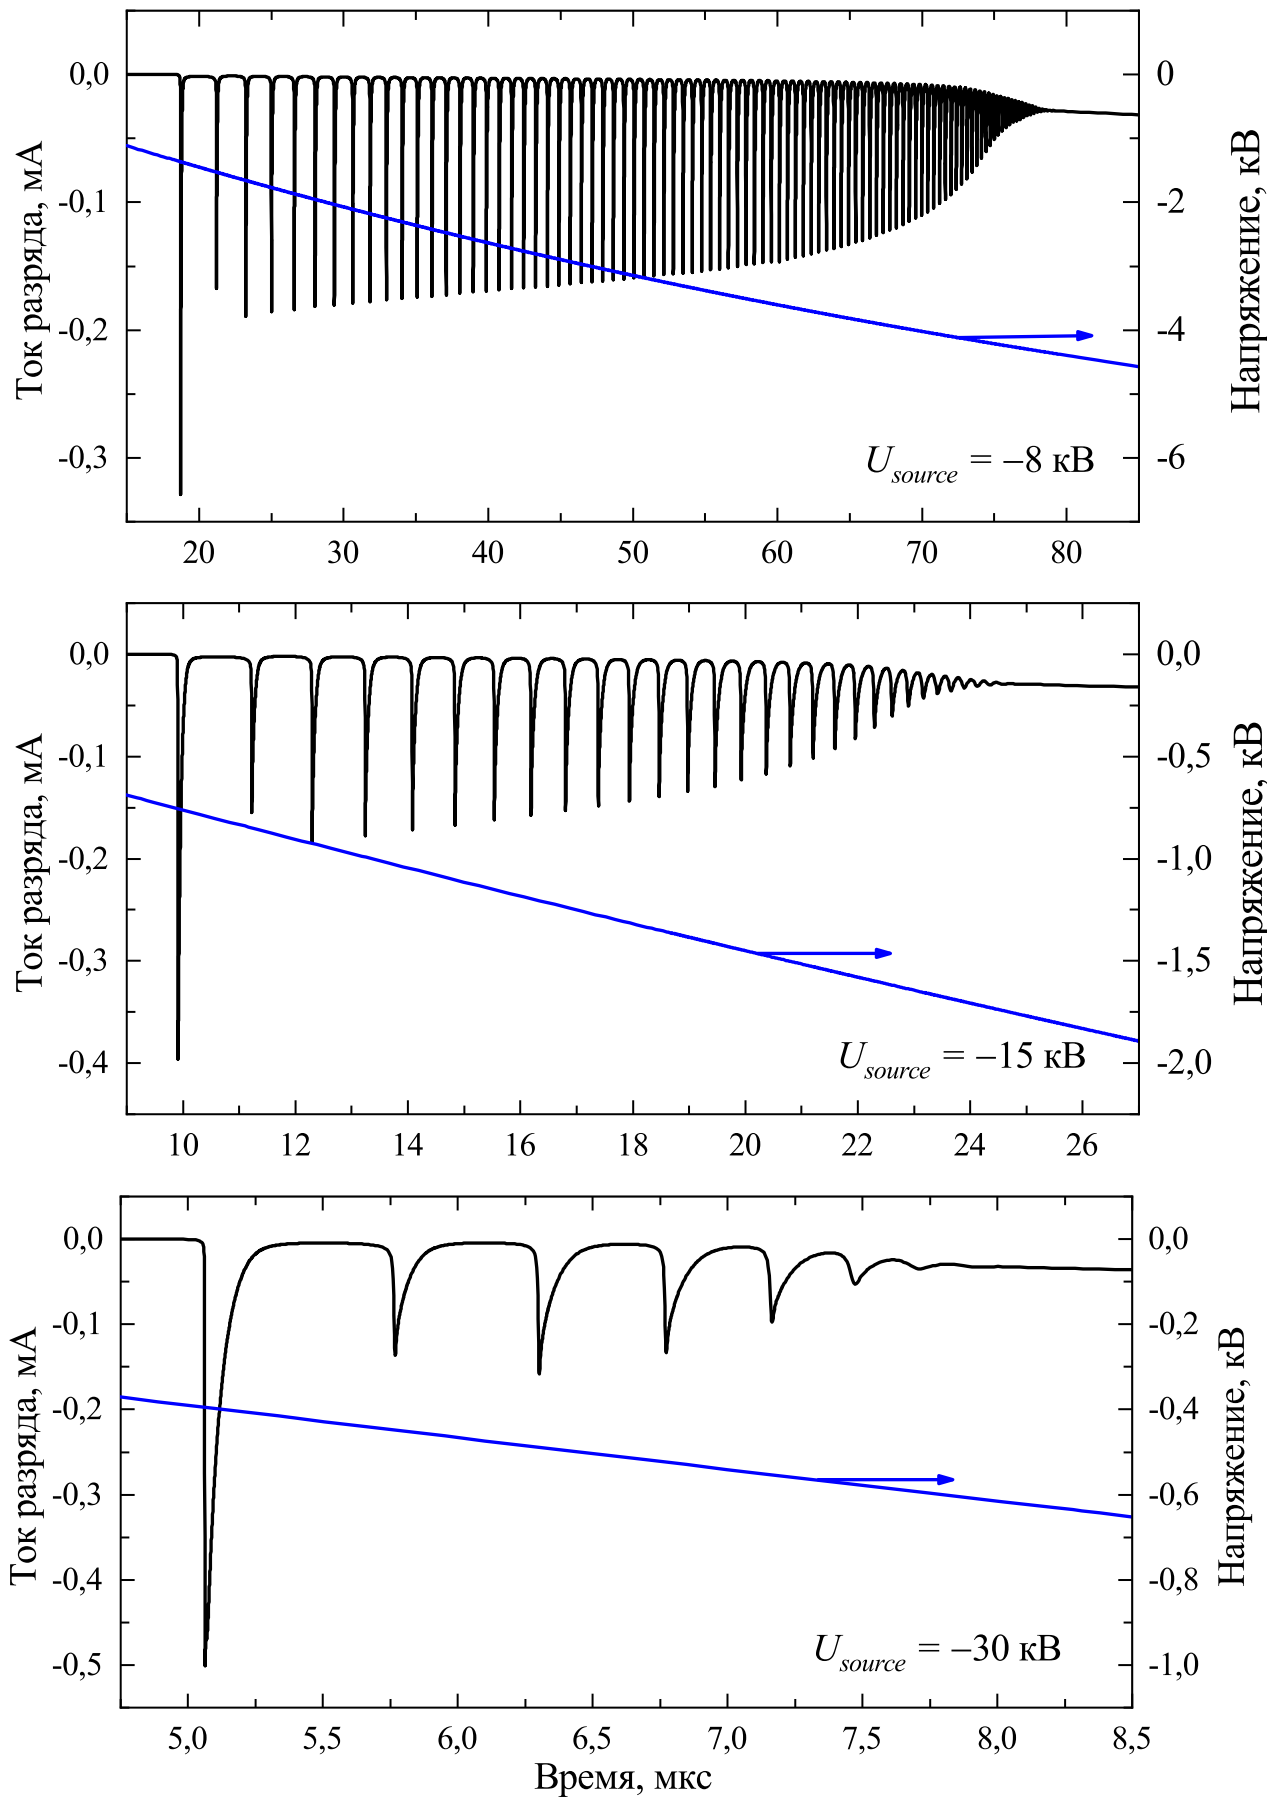 Ток разряда, мА
0,0
-0,1
-0,2
-0,3
0
-2
-4
-6
Напряжение, кВ
U source = –8 кВ
20 30 40 50 60 70 80
Ток разряда, мА
0,0
-0,1
-0,2
-0,3
-0,4
0,0
-0,5
-1,0
-1,5
-2,0
Напряжение, кВ
U source = –15 кВ
10 12 14 16 18 20 22 24 26
Ток разряда, мА
0,0
-0,1
-0,2
-0,3
-0,4
-0,5
0,0
-0,2
-0,4
-0,6
-0,8
-1,0
Напряжение, кВ
U source = –30 кВ
5,0 5,5 6,0 6,5 7,0 7,5 8,0 8,5
Время, мкс